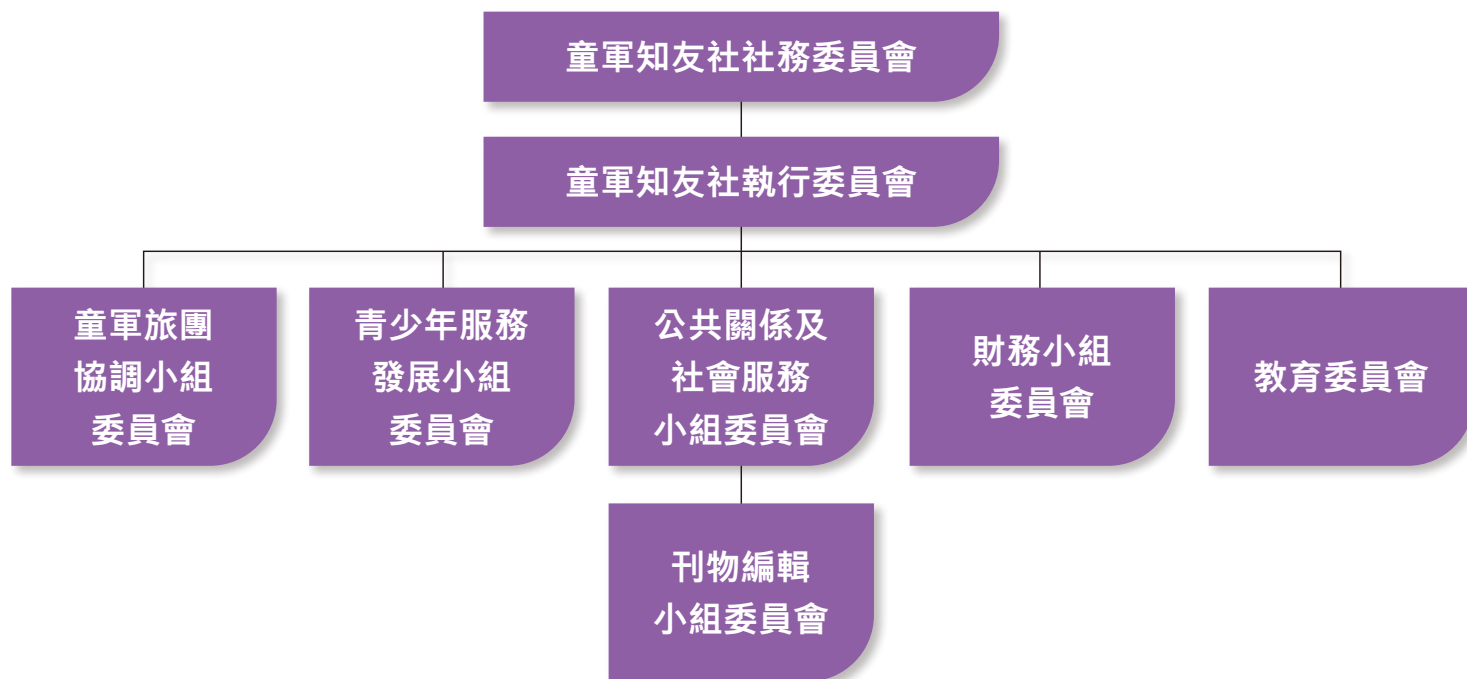 童軍知友社社務委員會
童軍知友社執行委員會
童軍旅團
協調小組
委員會
青少年服務
發展小組
委員會
公共關係及
社會服務
小組委員會
財務小組
委員會
教育委員會
刊物編輯
小組委員會